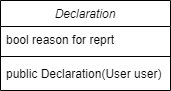 Declaration
bool reason for reprt
public Declaration(User user)